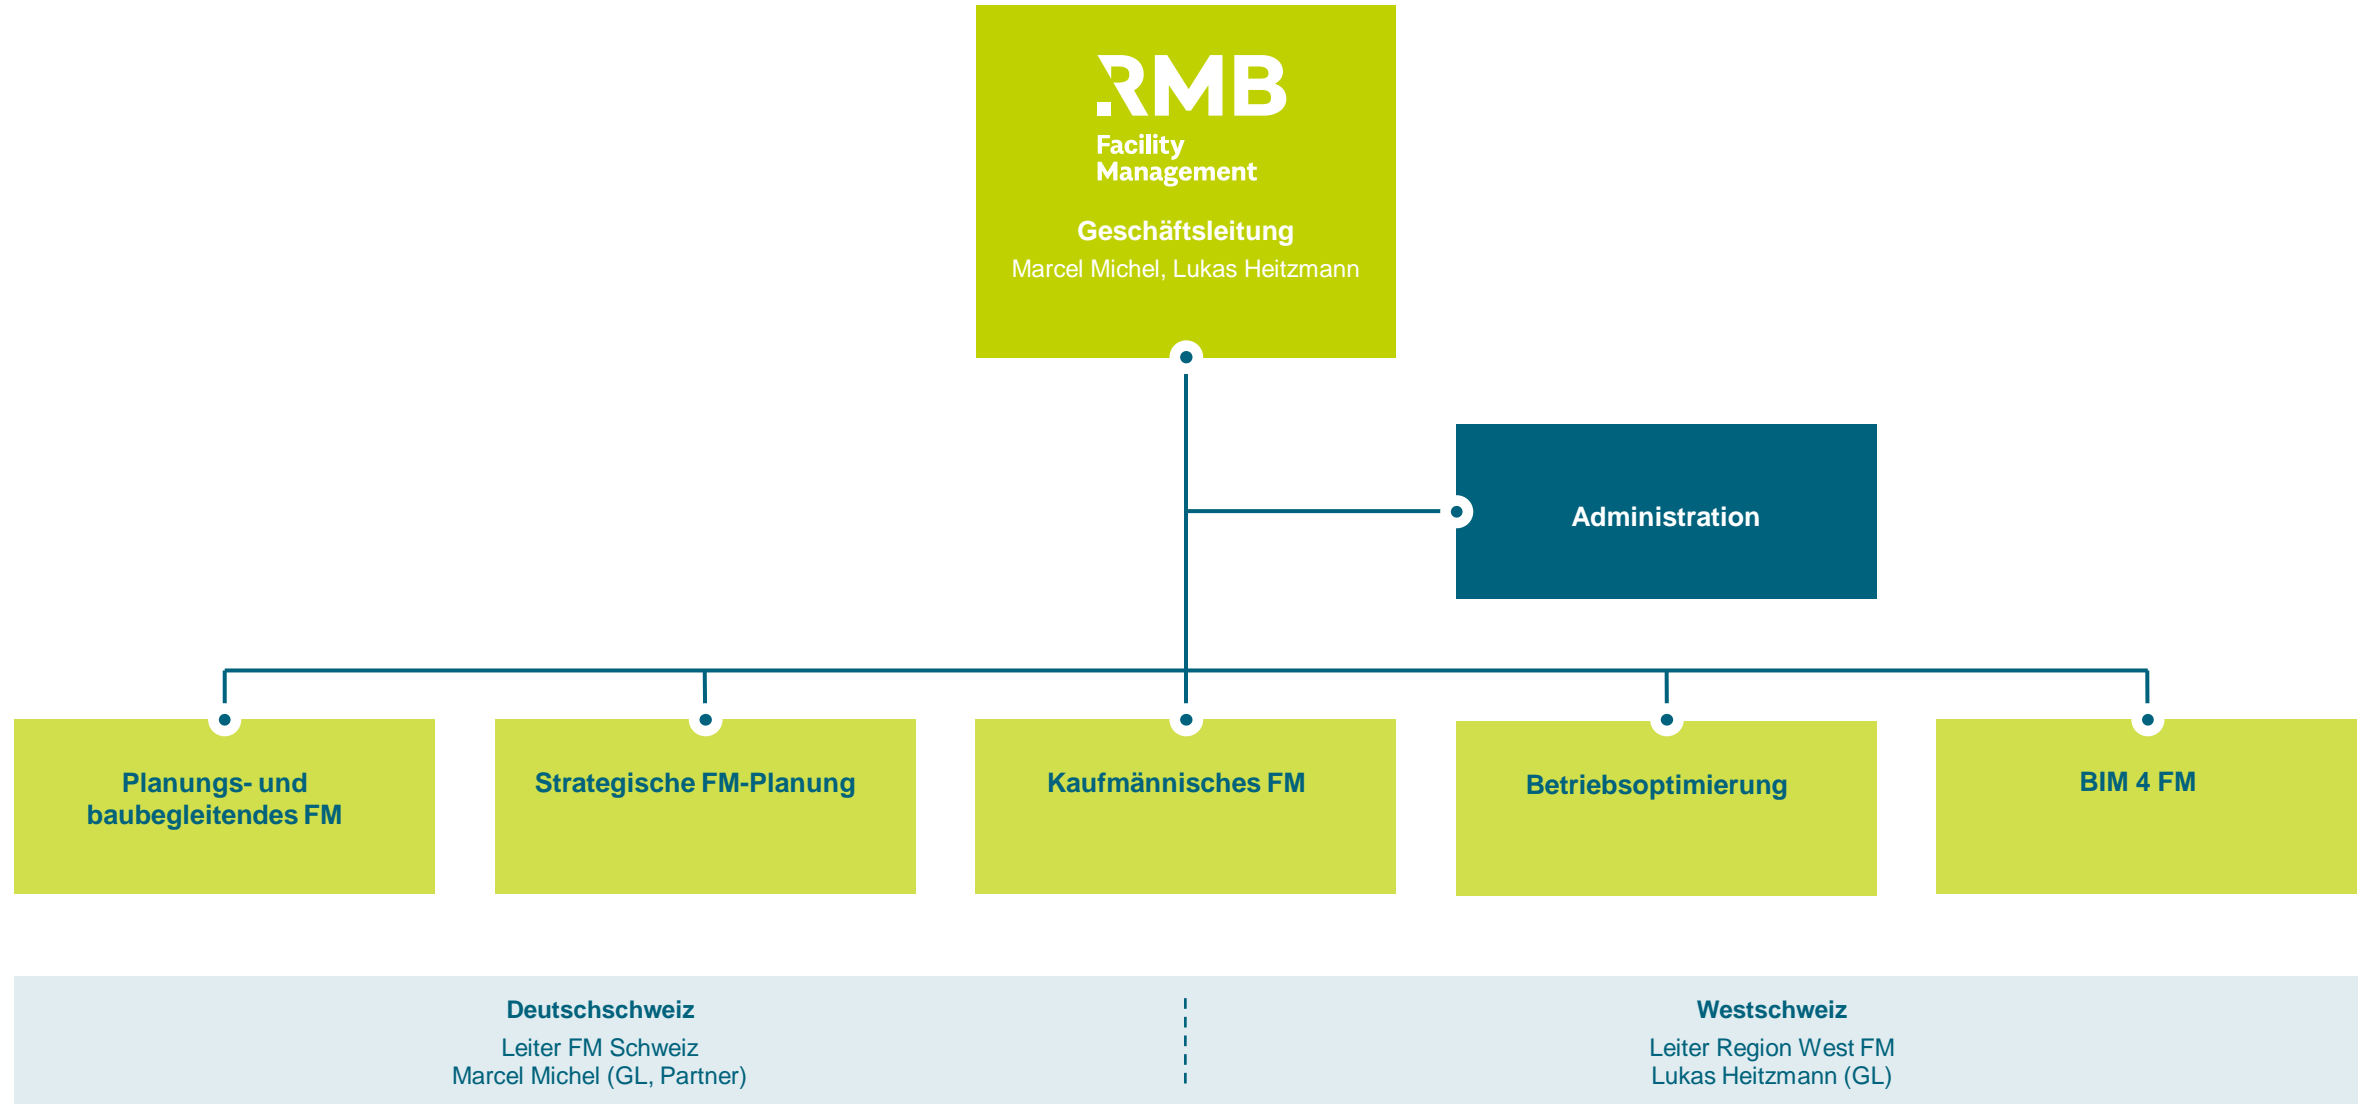 RMB
Facility
Management
Geschäftsleitung
Marcel Michel, Lukas Heitzmann
Administration
Planungs- und
baubegleitendes FM
Strategische FM-Planung
Kaufmännisches FM
Betriebsoptimierung
BIM 4 FM
Deutschschweiz
Leiter FM Schweiz
Marcel Michel (GL, Partner)
Westschweiz
Leiter Region West FM
Lukas Heitzmann (GL)